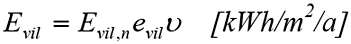 E_vil = E_vil,n e_vil υ [kWh/m²/a]